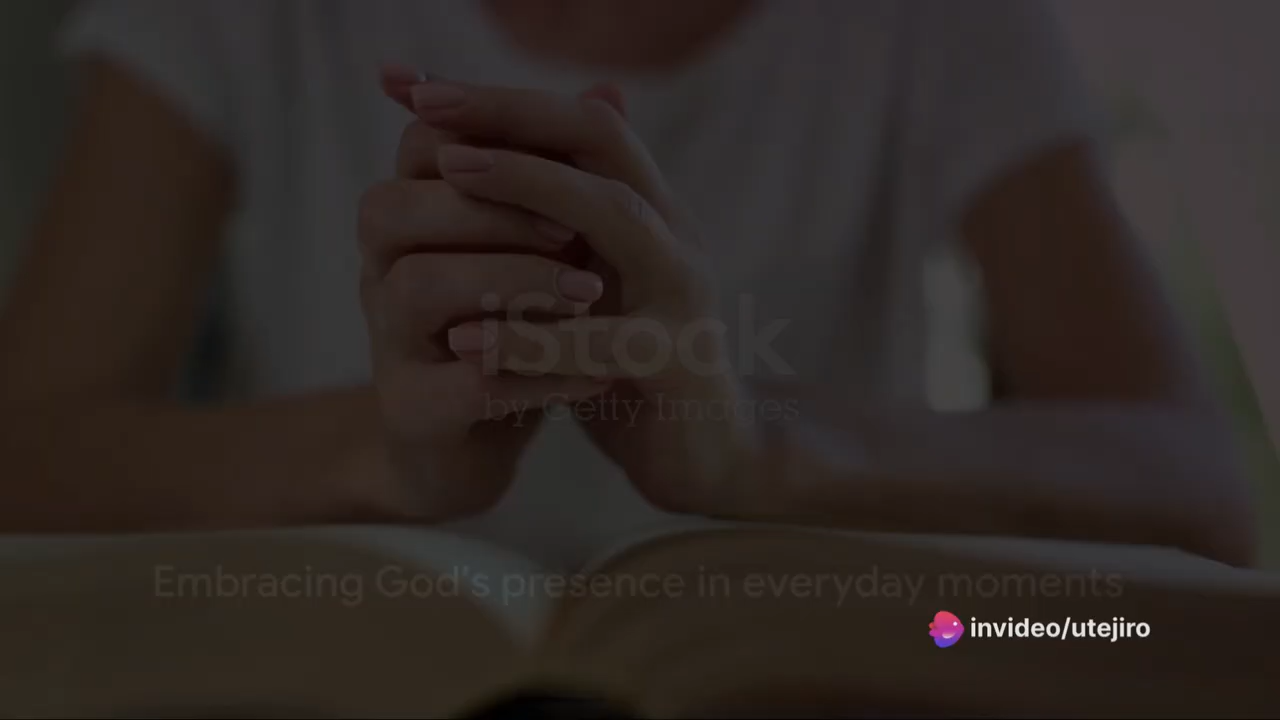 iStock
by Getty Images
Embracing God's presence in everyday moments
invideo/utejiro